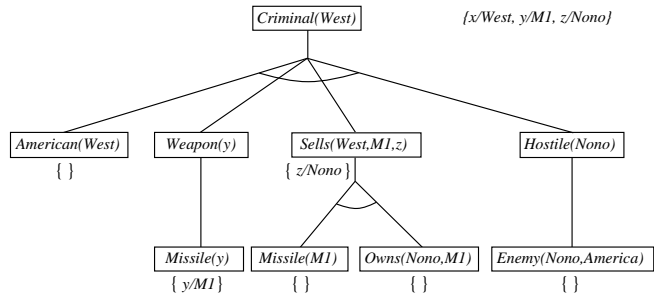 Criminal(West) {x/West, y/M1, z/Nono}
American(West) Weapon(y) Sells(West,M1,z) Hostile(Nono)
{ } { z/Nono }
Missile(y) Missile(M1) Owns(Nono,M1) Enemy(Nono,America)
{ y/M1} { } { } { }